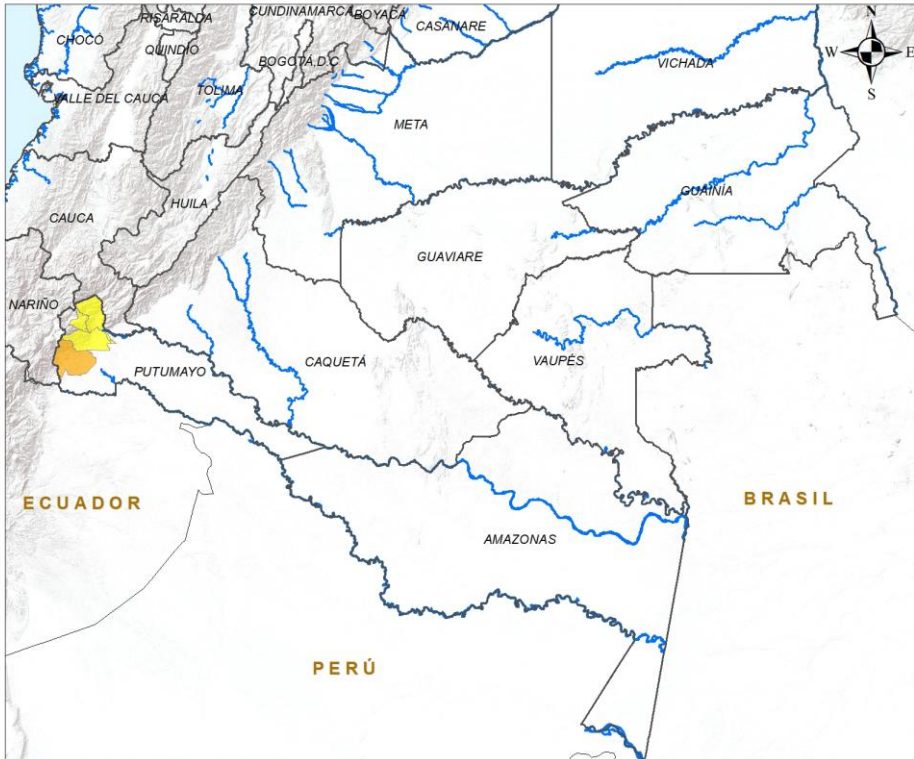 RISARALDA
CUNDINAMARCA
BOYACÁ
CASANARE
N
CHOCÓ
QUINDÍO
BOGOTÁ,D.C
VICHADA
W
E
TOLIMA
S
VALLE DEL CAUCA
META
GUAINÍA
HUILA
CAUCA
GUAVIARE
NARIÑO
CAQUETÁ
VAUPÉS
PUTUMAYO
ECUADOR
BRASIL
AMAZONAS
PERÚ